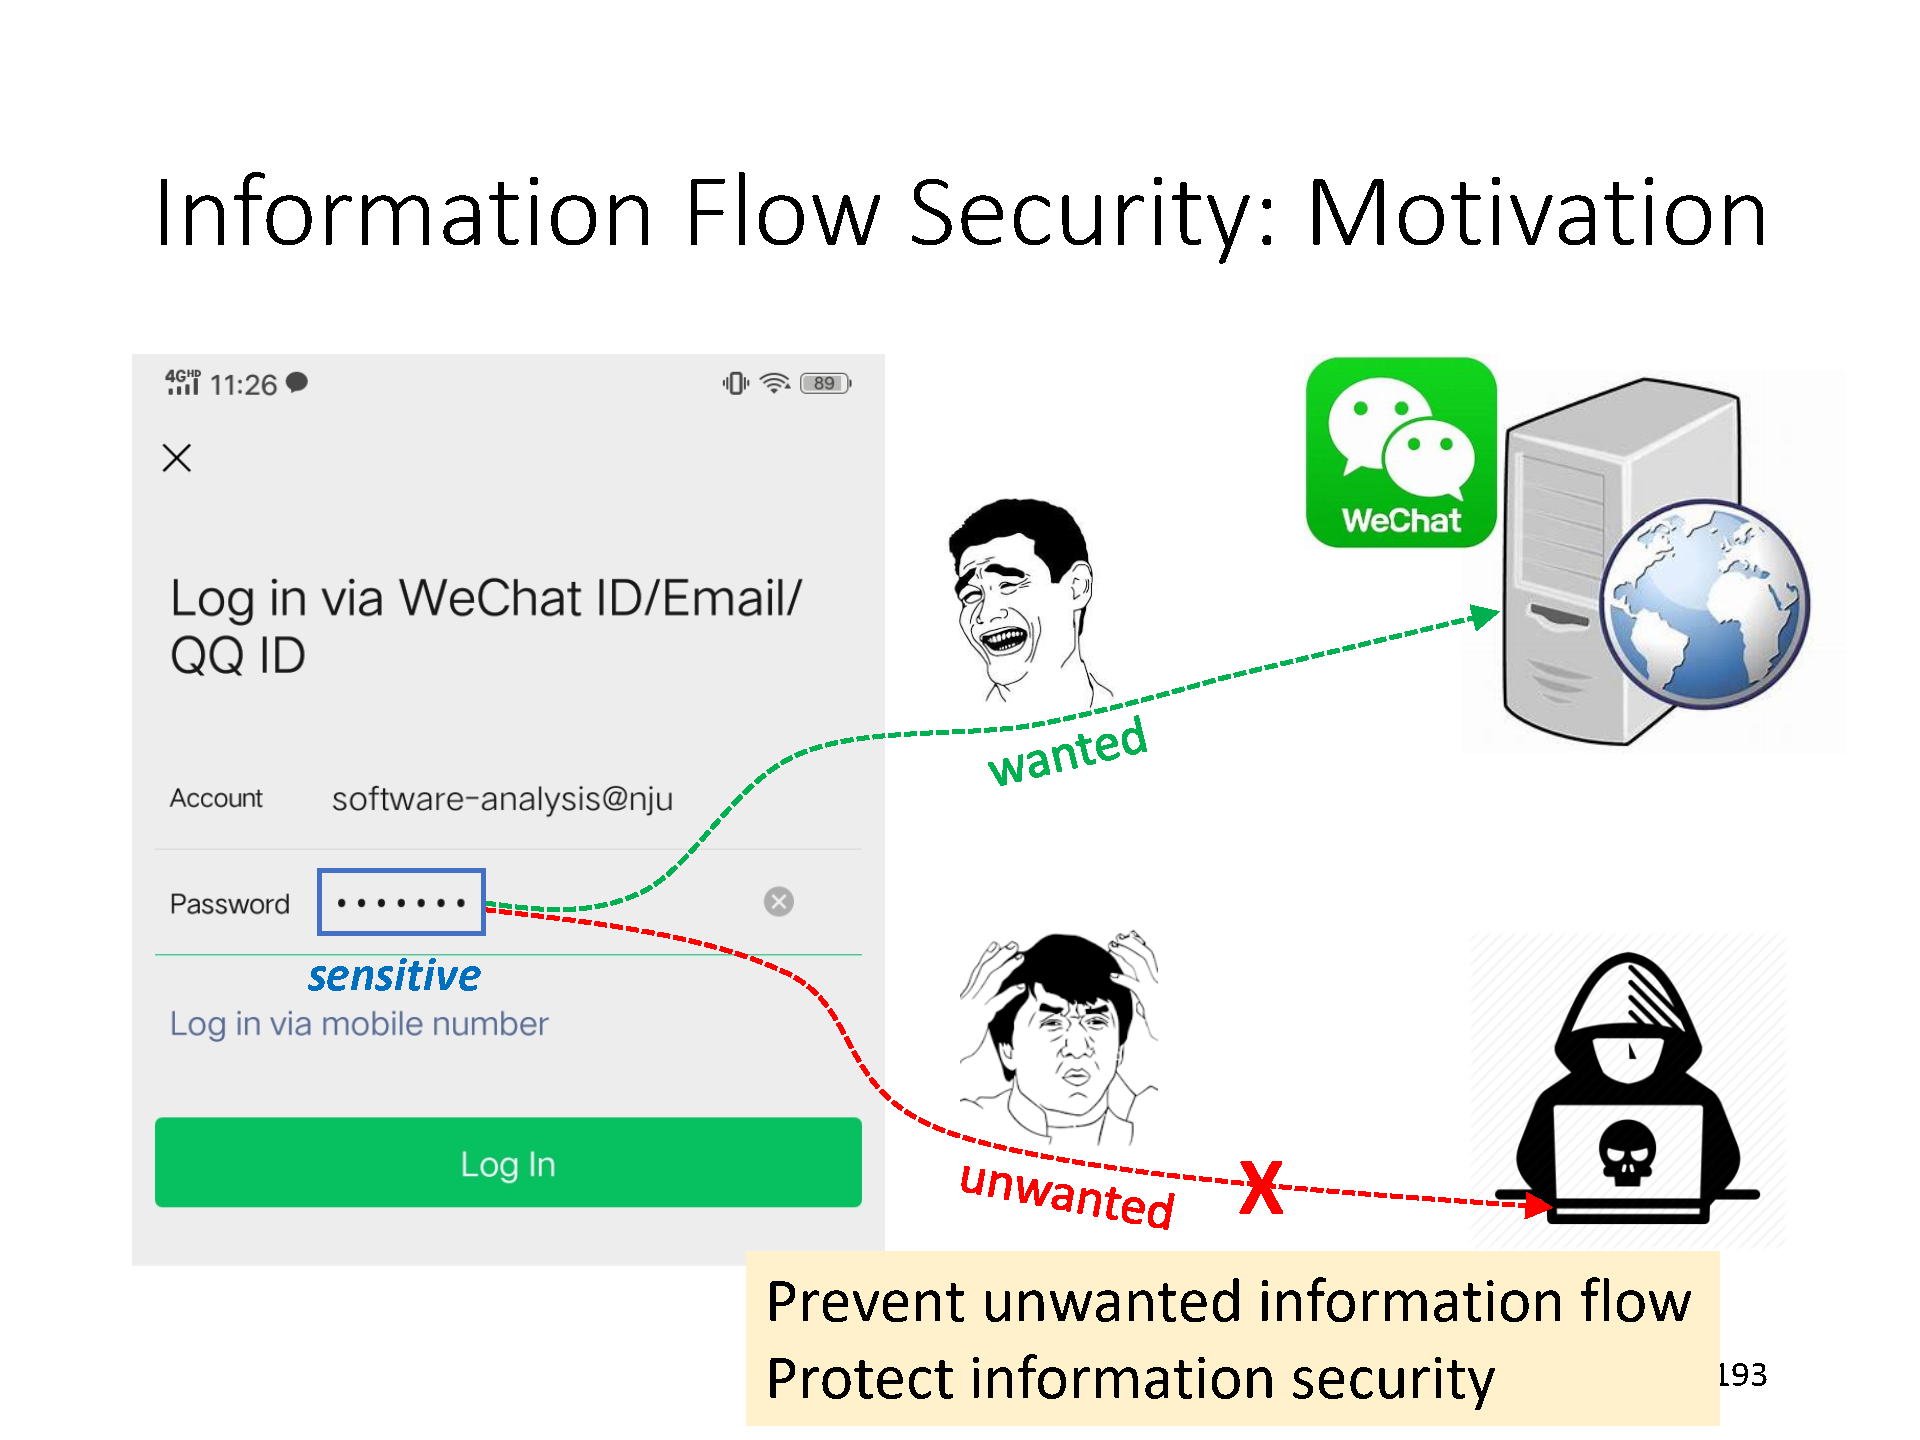 Information Flow Security: Motivation
4GHD 11:26
89
WeChat
Log in via WeChat ID/Email/
QQ ID
wanted
Account software-analysis@nju
Password •••••••
sensitive
Log in via mobile number
Log In
unwanted X
Prevent unwanted information flow
Protect information security
193